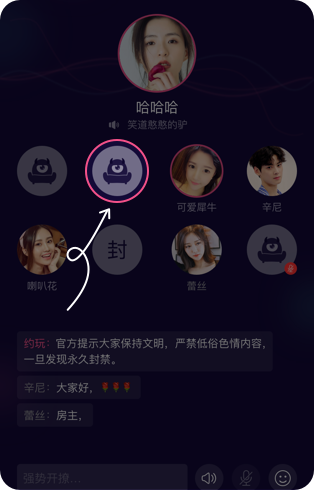 哈哈哈
笑道憨憨的驴
可爱犀牛
辛尼
封
喇叭花
蕾丝
约玩：官方提示大家保持文明，严禁低俗色情内容，
一旦发现永久封禁。
辛尼：大家好，
蕾丝：房主，
强势开撩...